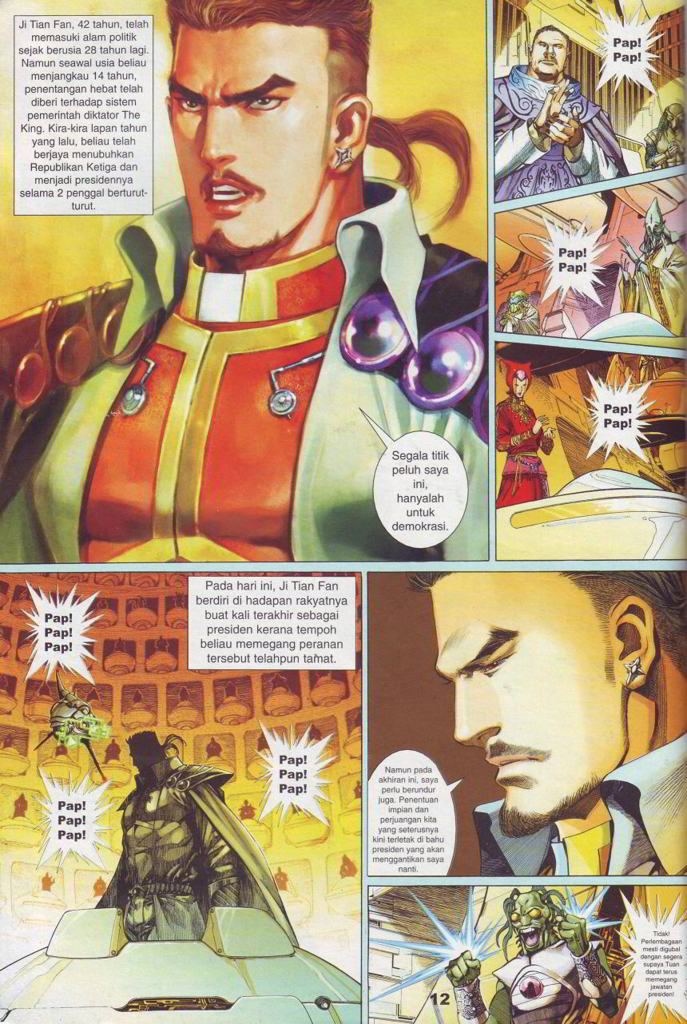 Ji Tian Fan, 42 tahun, telah
memasuki alam politik
sejak berusia 28 tahun lagi.
Namun seawal usia beliau
menjangkau 14 tahun,
penentangan hebat telah
diberi terhadap sistem
pemerintah diktator The
King. Kira-kira lapan tahun
yang lalu, beliau telah
berjaya menubuhkan
Republikan Ketiga dan
menjadi presidennya
selama 2 penggal berturut-
turut.
Segala titik
peluh saya
ini,
hanyalah
untuk
demokrasi.
Pap!
Pap!
Pap!
Pap!
Pap!
Pap!
Pada hari ini, Ji Tian Fan
berdiri di hadapan rakyatnya
buat kali terakhir sebagai
presiden kerana tempoh
beliau memegang peranan
tersebut telahpun tamat.
Pap!
Pap!
Pap!
Pap!
Pap!
Pap!
Pap!
Pap!
Pap!
Namun pada
akhiran ini, saya
perlu berundur
juga. Penentuan
impian dan
perjuangan kita
yang seterusnya
kini terletak di bahu
presiden yang akan
menggantikan saya
nanti.
Tidak!
Perlembagaan
mesti digubal
dengan segera
supaya Tuan
dapat terus
memegang
jawatan
presiden!
12